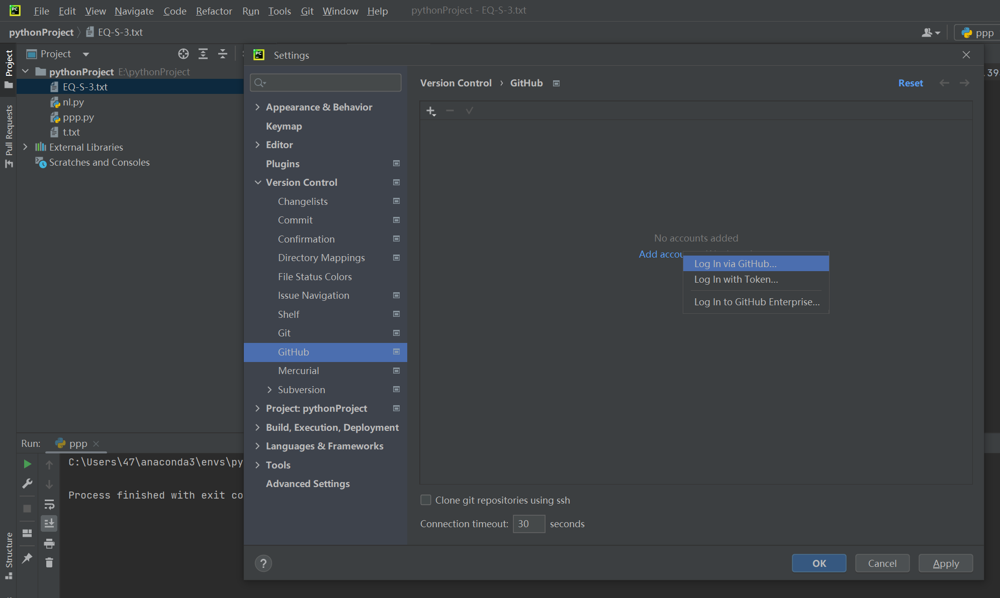 File Edit View Navigate Code Refactor Run Tools Git Window Help pythonProject - EQ-S-3.txt
pythonProject EQ-S-3.txt ppp
Project
Pull Requests
Structure
Project
pythonProject E:\pythonProject
EQ-S-3.txt
nl.py
ppp.py
t.txt
External Libraries
Scratches and Consoles
Run: ppp
C:\Users\47\anaconda3\envs\py
Process finished with exit co
Settings
Appearance & Behavior
Keymap
Editor
Plugins
Version Control
Changelists
Commit
Confirmation
Directory Mappings
File Status Colors
Issue Navigation
Shelf
Git
GitHub
Mercurial
Subversion
Project: pythonProject
Build, Execution, Deployment
Languages & Frameworks
Tools
Advanced Settings
Version Control › GitHub Reset
No accounts added
Add accou
Log In via GitHub...
Log In with Token...
Log In to GitHub Enterprise...
Clone git repositories using ssh
Connection timeout: 30 seconds
? OK Cancel Apply